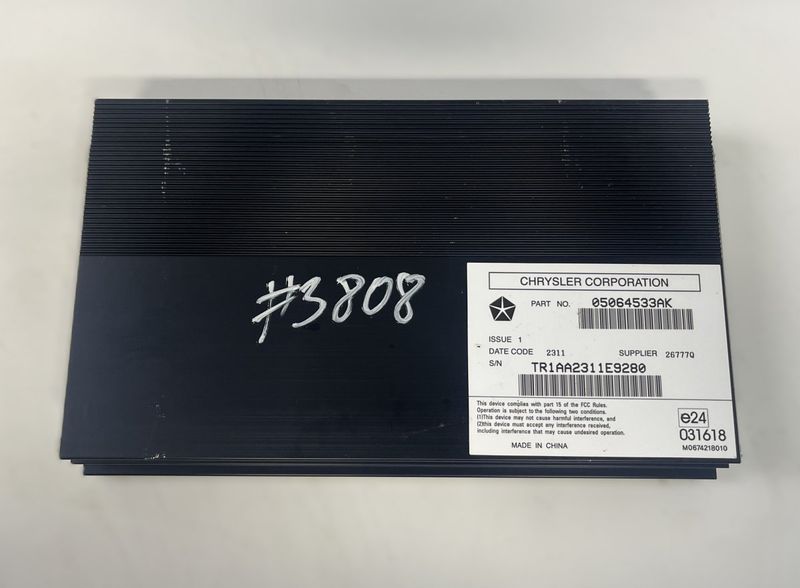 #3808
CHRYSLER CORPORATION
PART NO. 05064533AK
ISSUE 1
DATE CODE 2311 SUPPLIER 26777Q
S/N TR1AA2311E9280
This device complies with part 15 of the FCC Rules.
Operation is subject to the following two conditions.
(1)This device may not cause harmful interference, and
(2)this device must accept any interference received,
including interference that may cause undesired operation.
MADE IN CHINA
e24
031618
M0674218010